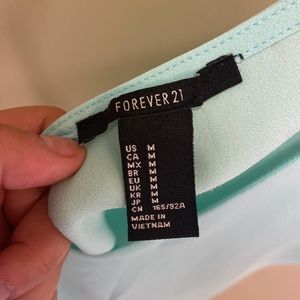 FOREVER 21
US M
CA M
MX M
BR M
EU M
UK M
KR M
JP M
CN 165/92A
MADE IN
VIETNAM